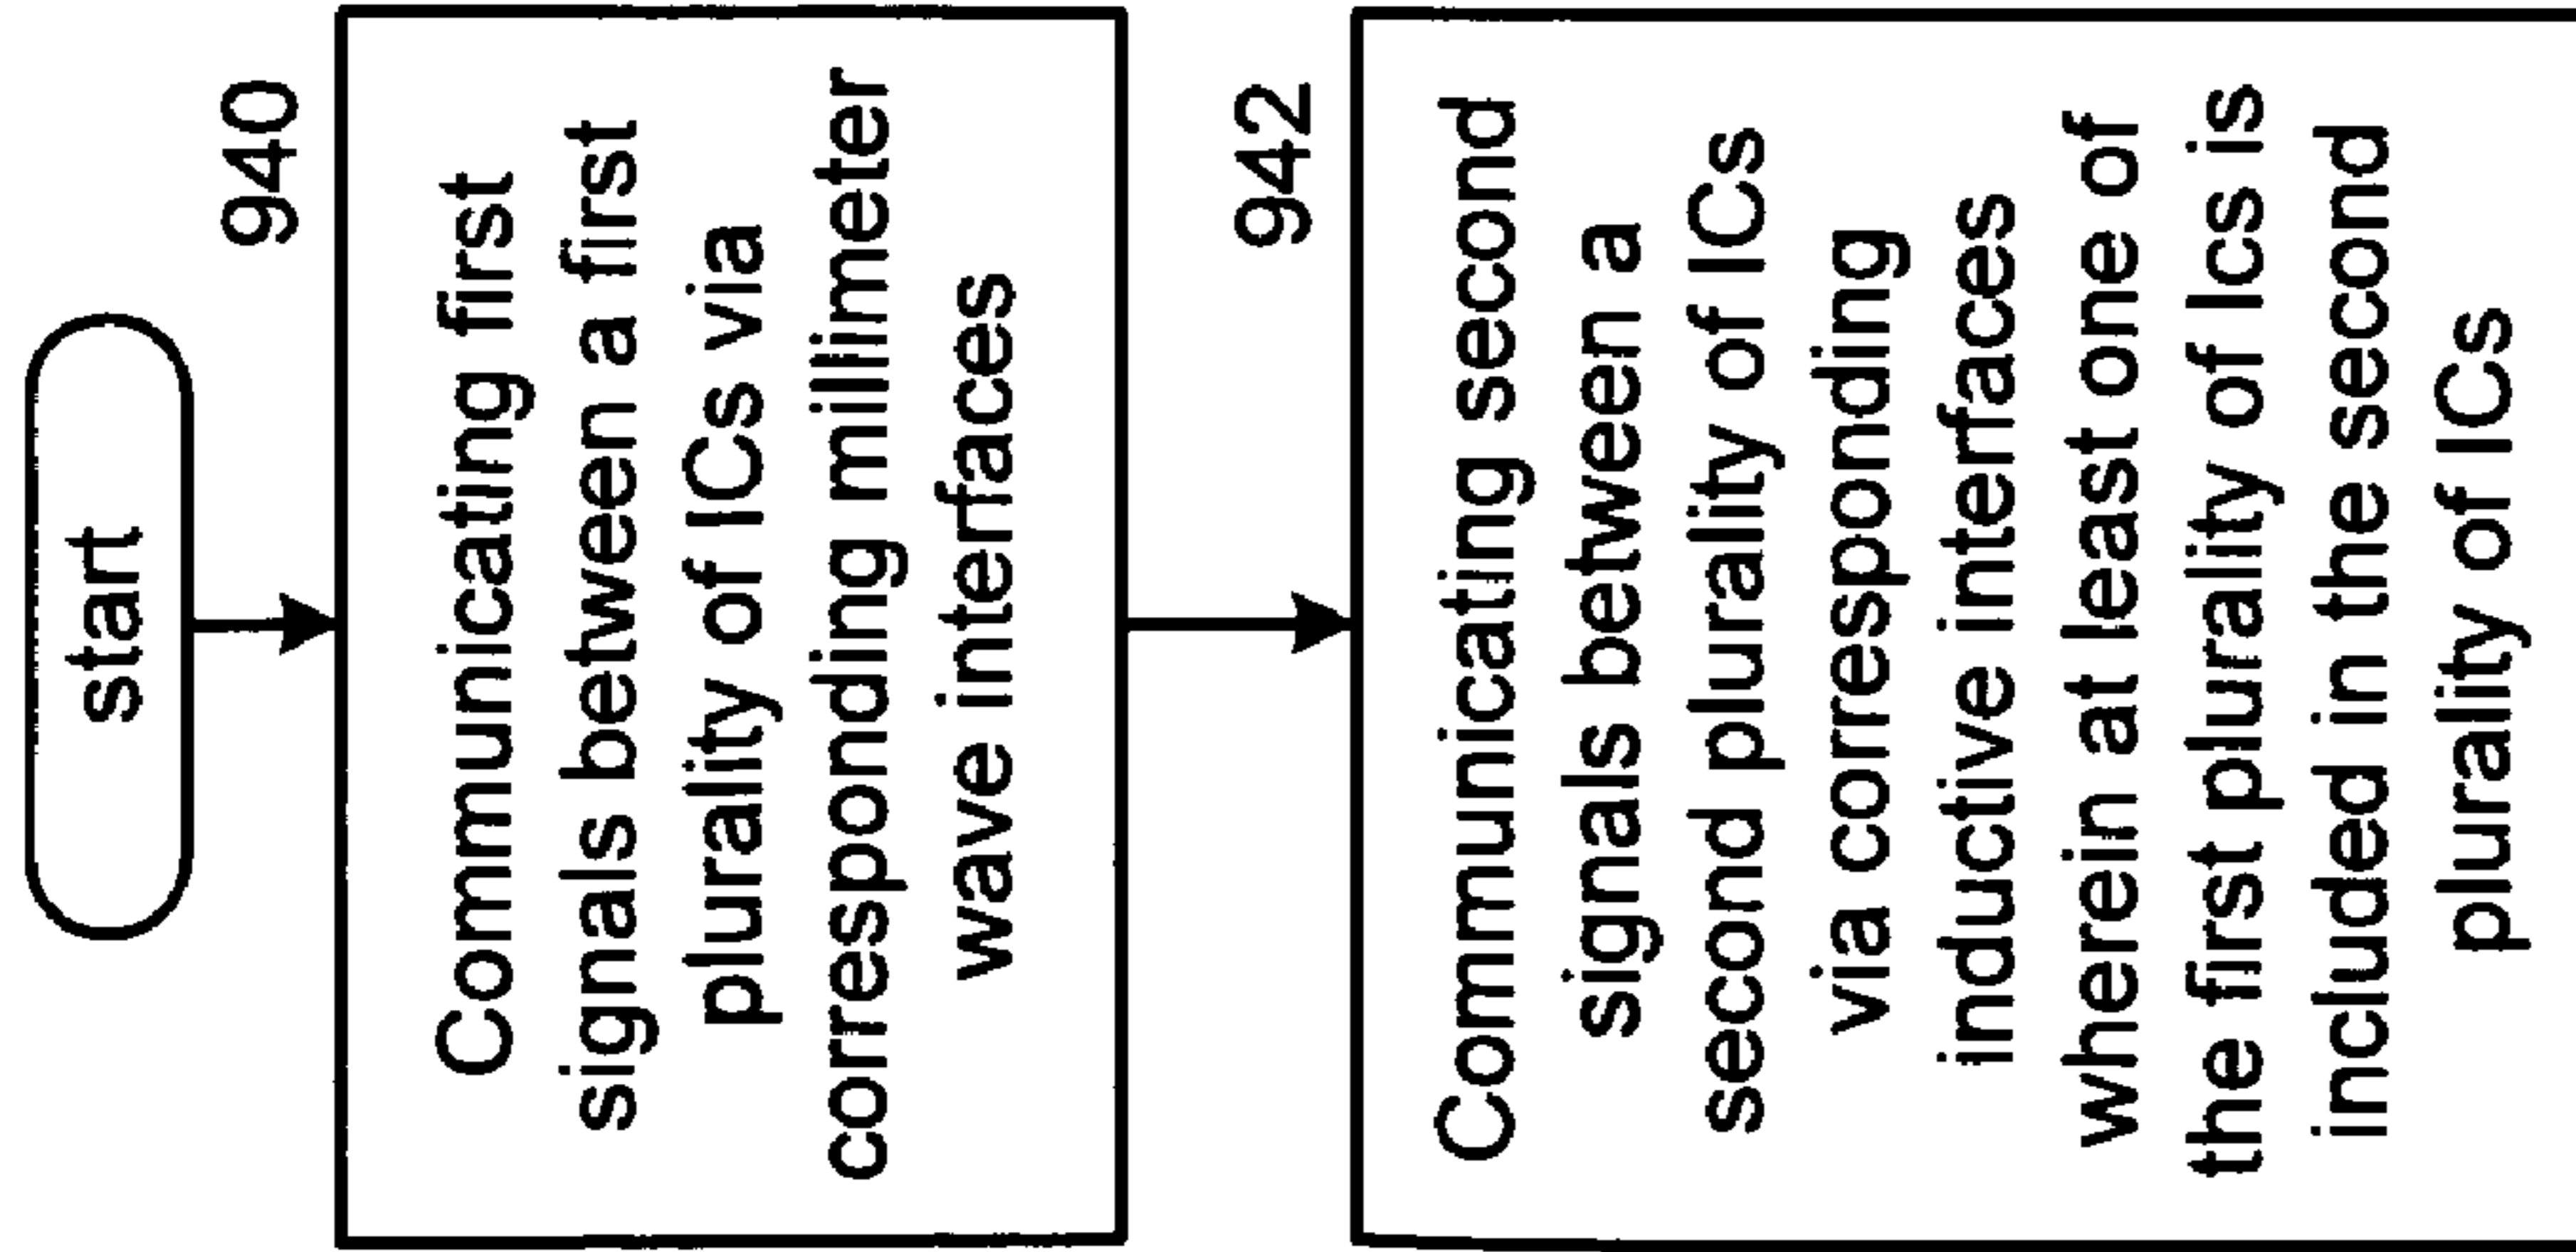 start
940
Communicating first
signals between a first
plurality of ICs via
corresponding millimeter
wave interfaces
942
Communicating second
signals between a
second plurality of ICs
via corresponding
inductive interfaces
wherein at least one of
the first plurality of Ics is
included in the second
plurality of ICs